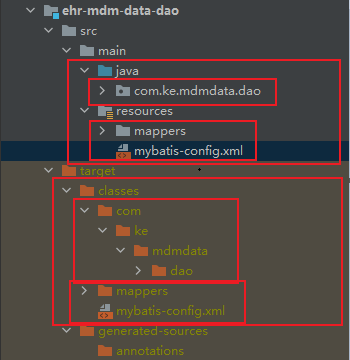 ehr-mdm-data-dao
src
main
java
com.ke.mdmdata.dao
resources
mappers
mybatis-config.xml
target
classes
com
ke
mdmdata
dao
mappers
mybatis-config.xml
generated-sources
annotations